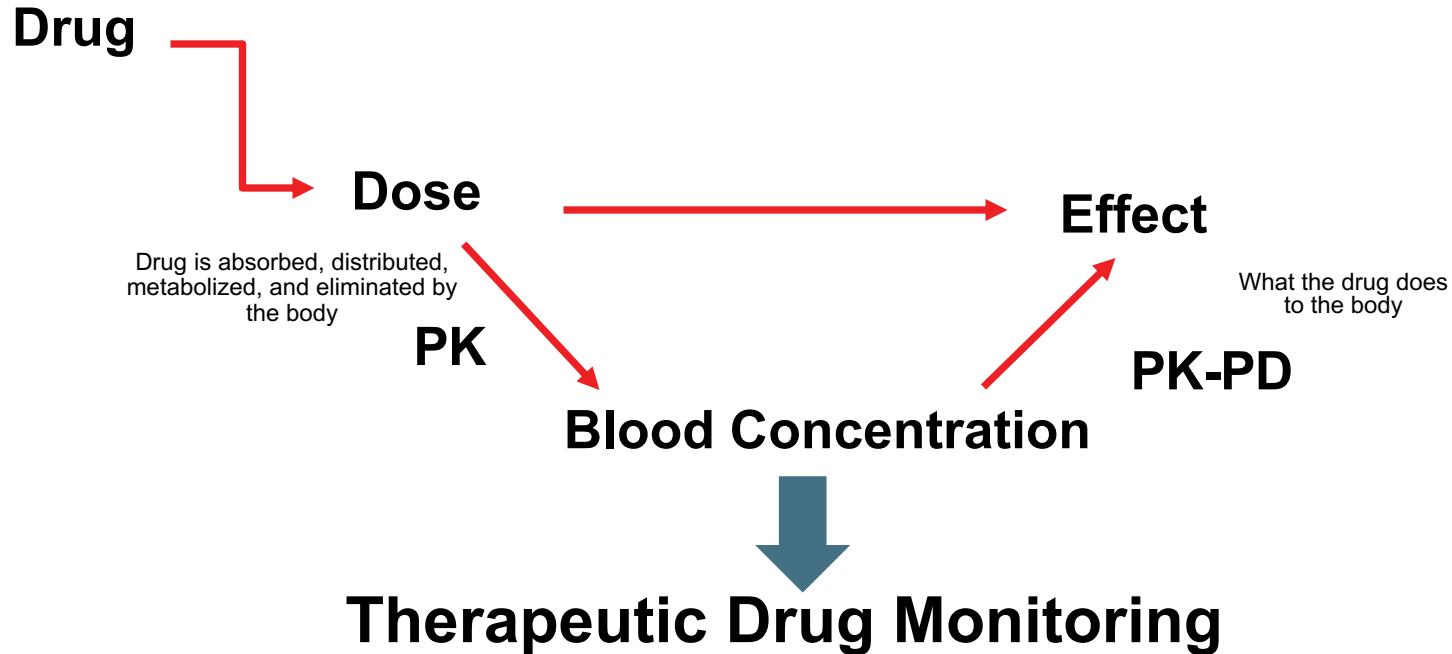 Drug
Dose
Effect
Drug is absorbed, distributed,
metabolized, and eliminated by
the body
What the drug does
to the body
PK
PK-PD
Blood Concentration
Therapeutic Drug Monitoring